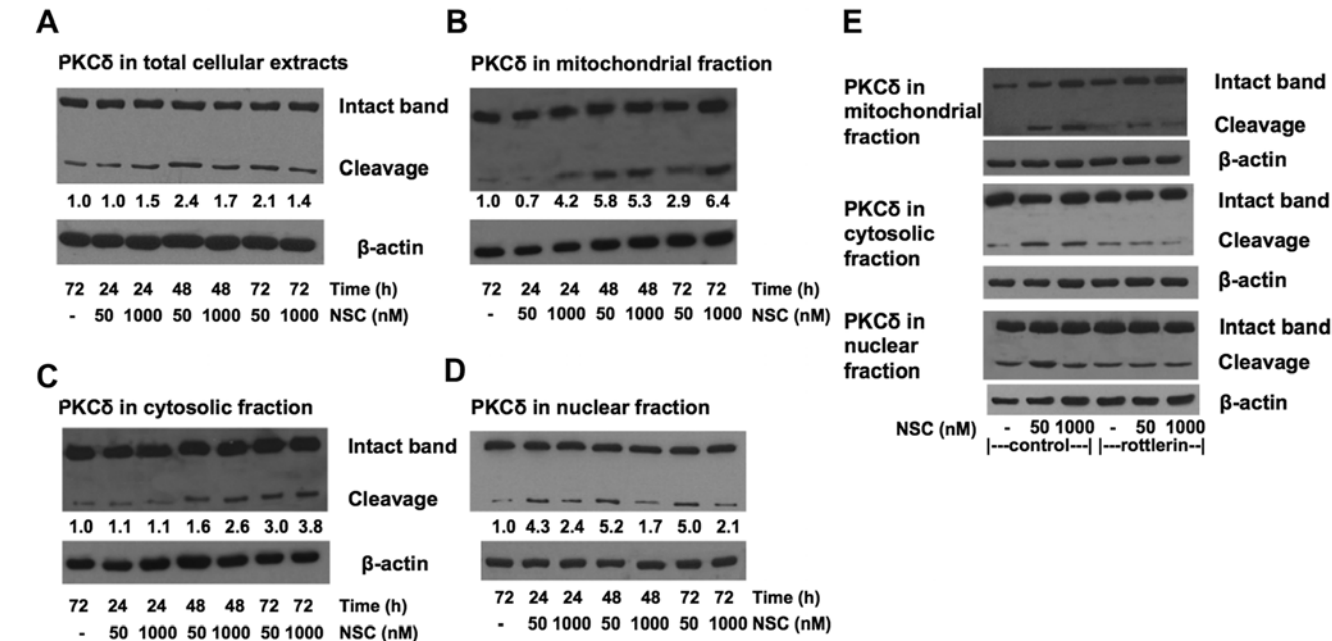 A
PKCδ in total cellular extracts
Intact band
Cleavage
1.0 1.0 1.5 2.4 1.7 2.1 1.4
β-actin
72 24 24 48 48 72 72 Time (h)
- 50 1000 50 1000 50 1000 NSC (nM)
B
PKCδ in mitochondrial fraction
1.0 0.7 4.2 5.8 5.3 2.9 6.4
72 24 24 48 48 72 72 Time (h)
- 50 1000 50 1000 50 1000 NSC (nM)
C
PKCδ in cytosolic fraction
Intact band
Cleavage
1.0 1.1 1.1 1.6 2.6 3.0 3.8
β-actin
72 24 24 48 48 72 72 Time (h)
- 50 1000 50 1000 50 1000 NSC (nM)
D
PKCδ in nuclear fraction
1.0 4.3 2.4 5.2 1.7 5.0 2.1
72 24 24 48 48 72 72 Time (h)
- 50 1000 50 1000 50 1000 NSC (nM)
E
PKCδ in
mitochondrial
fraction
Intact band
Cleavage
β-actin
PKCδ in
cytosolic
fraction
Intact band
Cleavage
β-actin
PKCδ in
nuclear
fraction
Intact band
Cleavage
β-actin
NSC (nM) - 50 1000 - 50 1000
|---control---| |---rottlerin--|